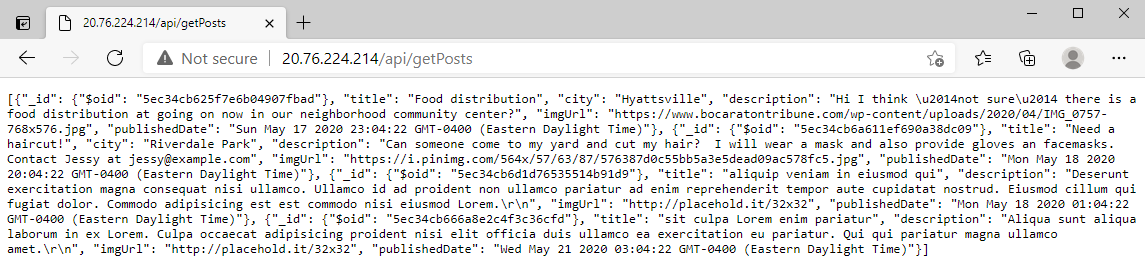 20.76.224.214/api/getPosts
Not secure 20.76.224.214/api/getPosts
[{"_id": {"$oid": "5ec34cb625f7e6b04907fbad"}, "title": "Food distribution", "city": "Hyattsville", "description": "Hi I think \u2014not sure\u2014 there is a
food distribution at going on now in our neighborhood community center?", "imgUrl": "https://www.bocaratontribune.com/wp-content/uploads/2020/04/IMG_0757-
768x576.jpg", "publishedDate": "Sun May 17 2020 23:04:22 GMT-0400 (Eastern Daylight Time)"}, {"_id": {"$oid": "5ec34cb6a611ef690a38dc09"}, "title": "Need a
haircut!", "city": "Riverdale Park", "description": "Can someone come to my yard and cut my hair?  I will wear a mask and also provide gloves an facemasks.
Contact Jessy at jessy@example.com", "imgUrl": "https://i.pinimg.com/564x/57/63/87/576387d0c55bb5a3e5dead09ac578fc5.jpg", "publishedDate": "Mon May 18 2020
20:04:22 GMT-0400 (Eastern Daylight Time)"}, {"_id": {"$oid": "5ec34cb6d1d76535514b91d9"}, "title": "aliquip veniam in eiusmod qui", "description": "Deserunt
exercitation magna consequat nisi ullamco. Ullamco id ad proident non ullamco pariatur ad enim reprehenderit tempor aute cupidatat nostrud. Eiusmod cillum qui
fugiat dolor. Commodo adipisicing est est commodo nisi eiusmod Lorem.\r\n", "imgUrl": "http://placehold.it/32x32", "publishedDate": "Mon May 18 2020 01:04:22
GMT-0400 (Eastern Daylight Time)"}, {"_id": {"$oid": "5ec34cb666a8e2c4f3c36cfd"}, "title": "sit culpa Lorem enim pariatur", "description": "Aliqua sunt aliqua
laborum in ex Lorem. Culpa occaecat adipisicing proident nisi elit officia duis ullamco ea exercitation eu pariatur. Qui qui pariatur magna ullamco
amet.\r\n", "imgUrl": "http://placehold.it/32x32", "publishedDate": "Wed May 21 2020 03:04:22 GMT-0400 (Eastern Daylight Time)"}]